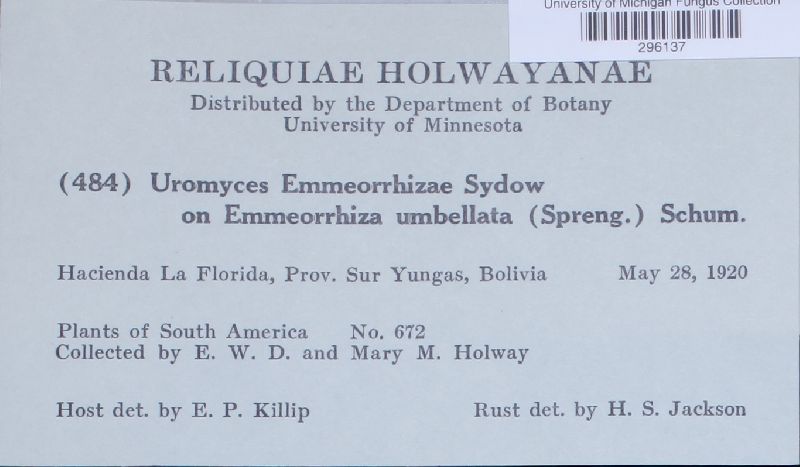 University of Michigan Fungus Collection
296137
RELIQUIAE HOLWAYANAE
Distributed by the Department of Botany
University of Minnesota
(484) Uromyces Emmeorrhizae Sydow
on Emmeorrhiza umbellata (Spreng.) Schum.
Hacienda La Florida, Prov. Sur Yungas, Bolivia May 28, 1920
Plants of South America No. 672
Collected by E. W. D. and Mary M. Holway
Host det. by E. P. Killip Rust det. by H. S. Jackson